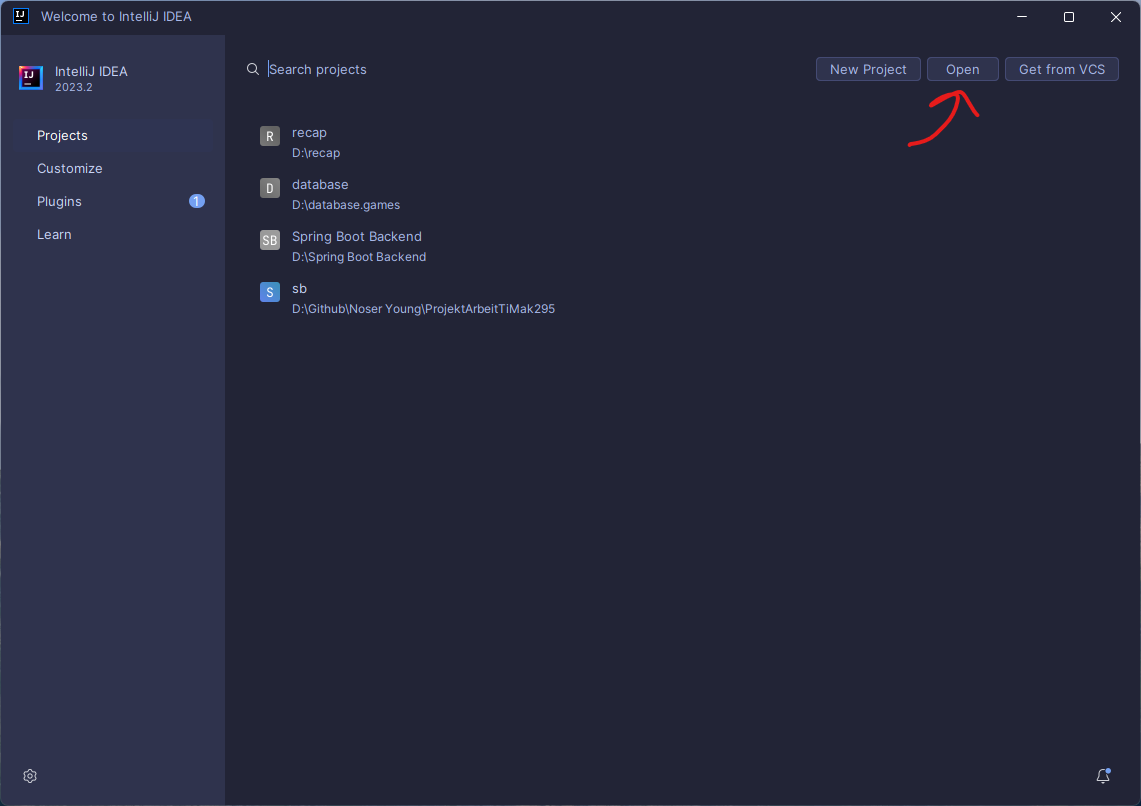 IJ Welcome to IntelliJ IDEA
IJ IntelliJ IDEA
2023.2
Projects
Customize
Plugins 1
Learn
Search projects New Project Open Get from VCS
R recap
D:\recap
D database
D:\database.games
SB Spring Boot Backend
D:\Spring Boot Backend
S sb
D:\Github\Noser Young\ProjektArbeitTiMak295